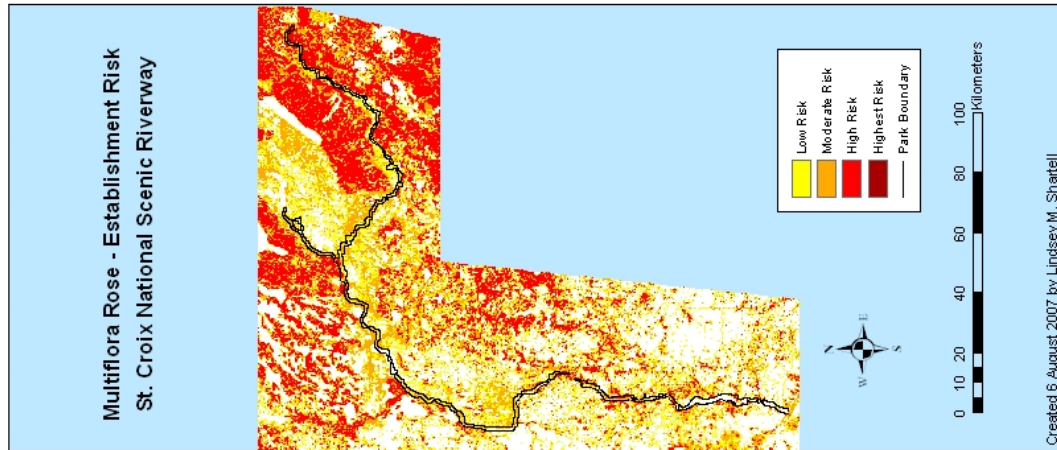 Multiflora Rose - Establishment Risk
St. Croix National Scenic Riverway
Low Risk
Moderate Risk
High Risk
Highest Risk
Park Boundary
N
W E
S
0 10 20 40 60 80 100
Kilometers
Created 6 August 2007 by Lindsey M. Shartell